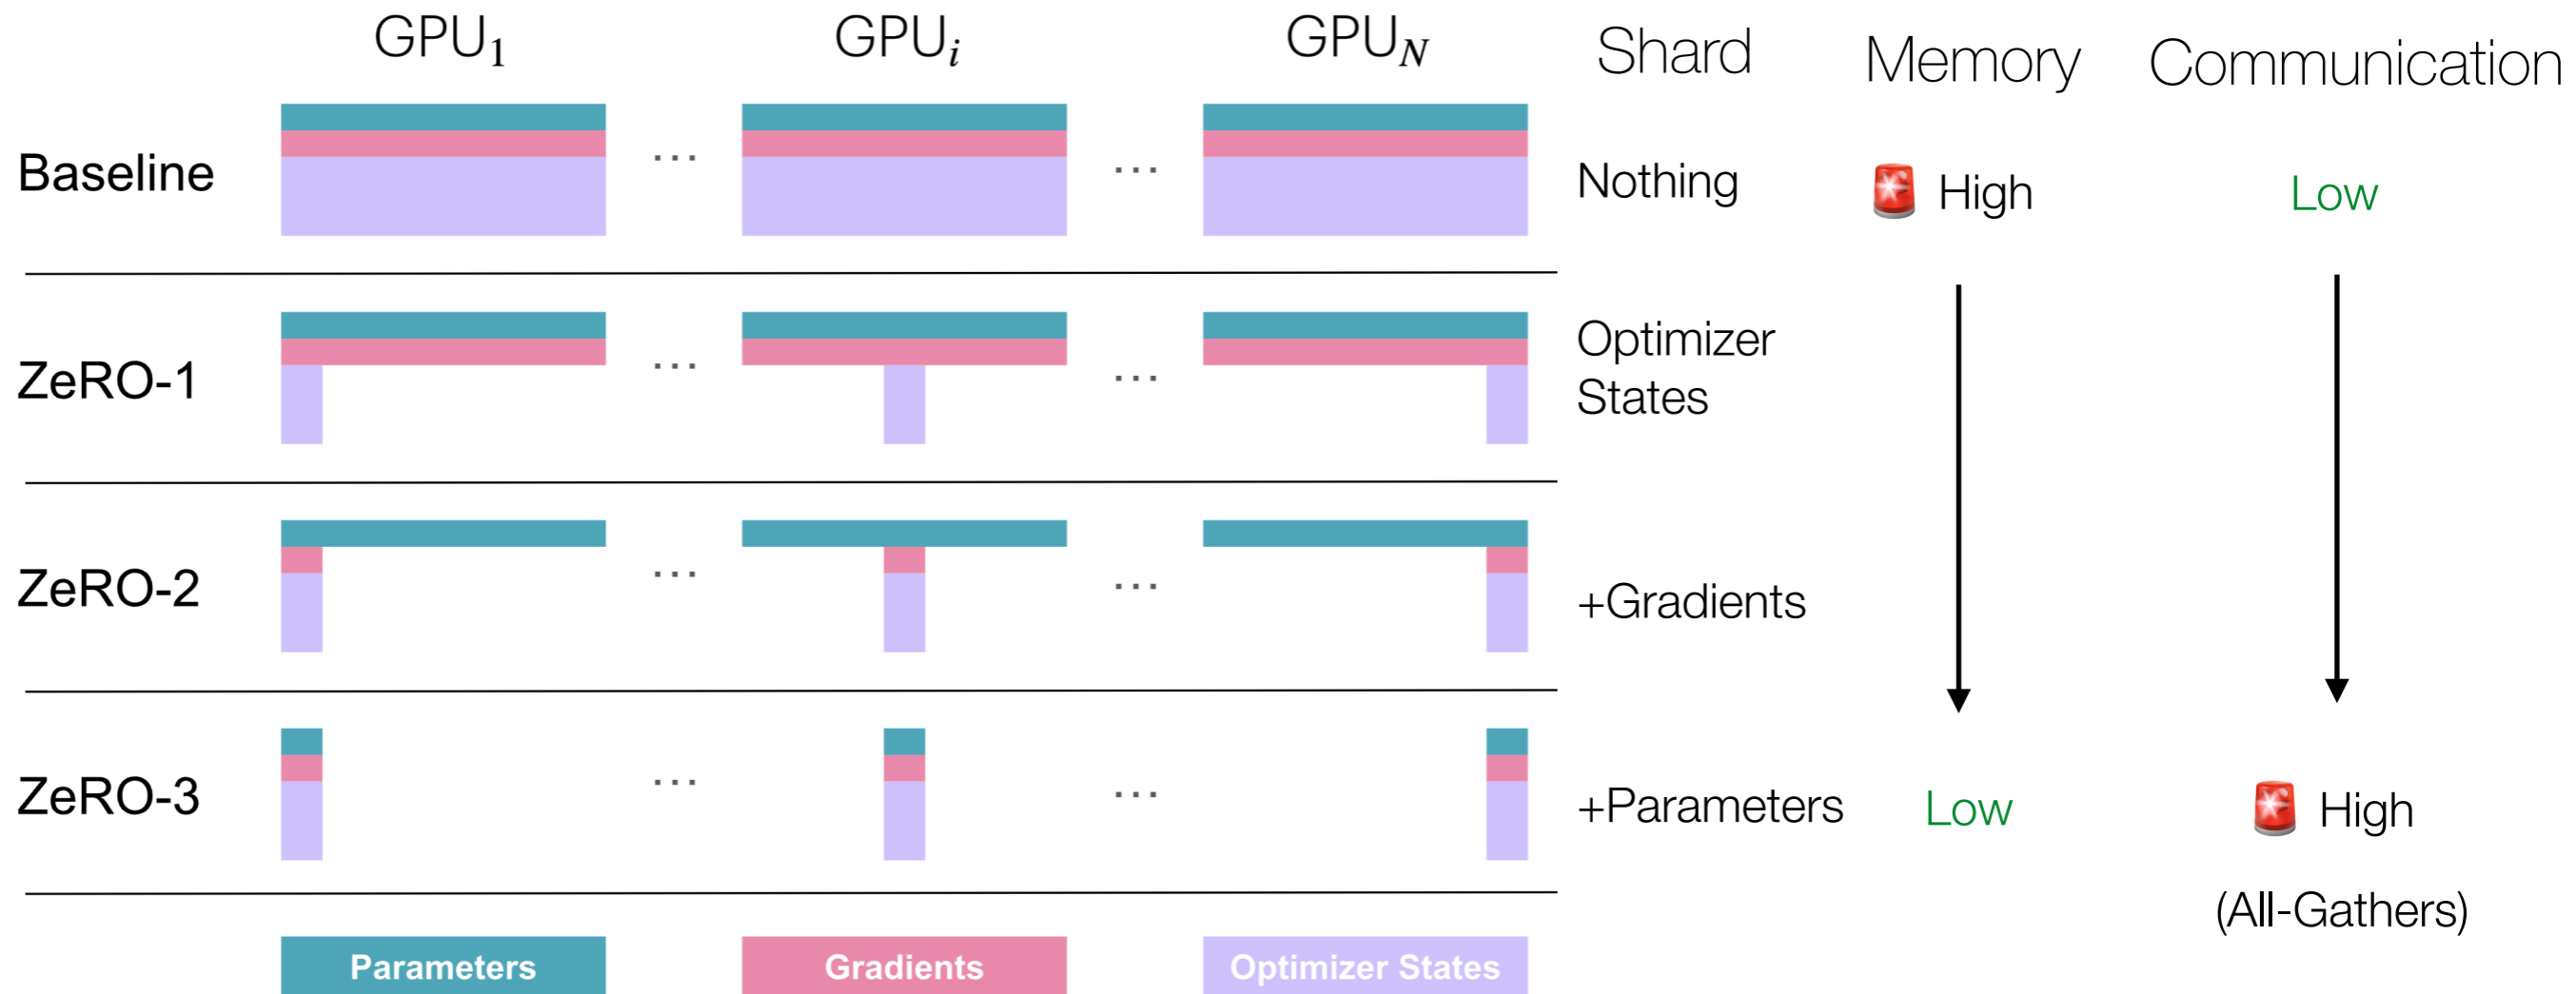 GPU₁ GPUᵢ GPU_N Shard Memory Communication
Baseline ... ... Nothing 🚨 High Low
ZeRO-1 ... ... Optimizer
States
ZeRO-2 ... ... +Gradients
ZeRO-3 ... ... +Parameters Low 🚨 High
(All-Gathers)
Parameters Gradients Optimizer States